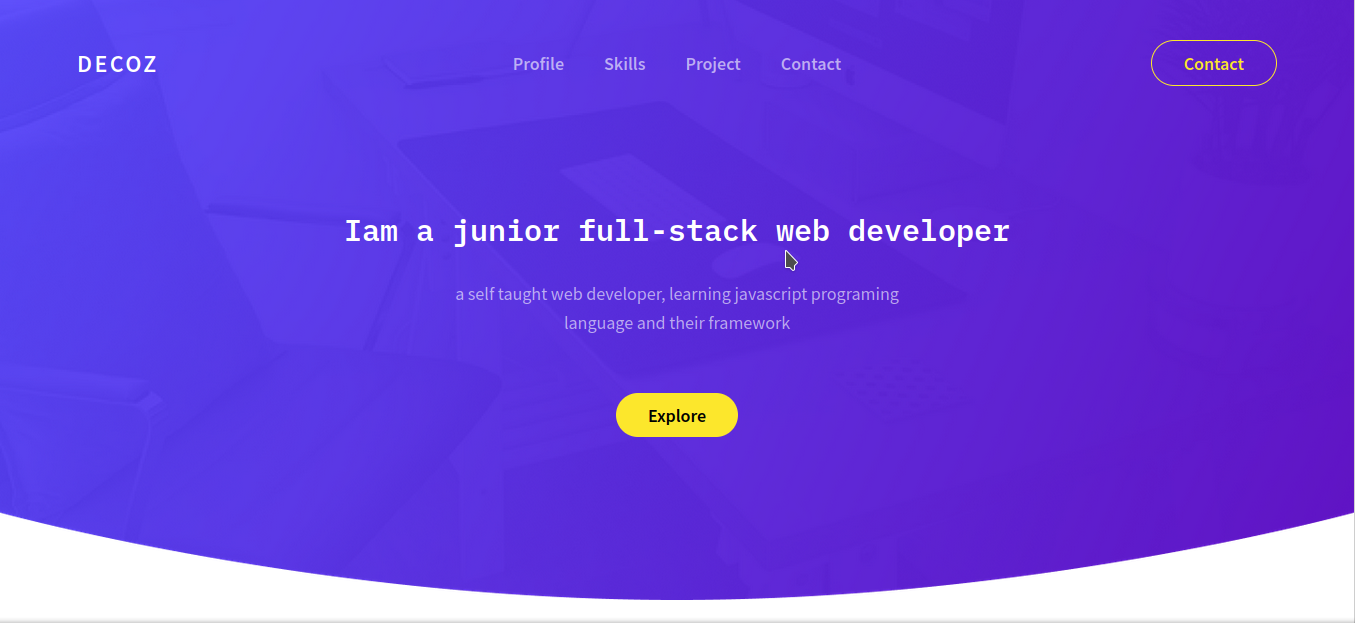 DECOZ
Profile Skills Project Contact
Contact
Iam a junior full-stack web developer
a self taught web developer, learning javascript programing
language and their framework
Explore